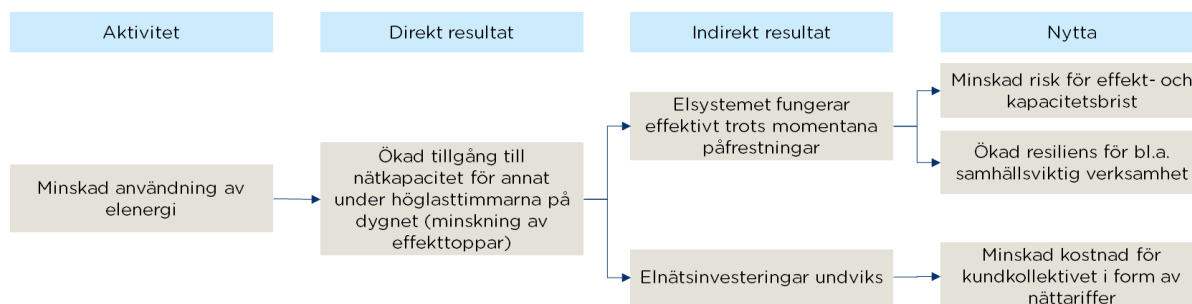 Aktivitet
Direkt resultat
Indirekt resultat
Nytta
Minskad användning av
elenergi
Ökad tillgång till
nätkapacitet för annat
under höglasttimmarna på
dygnet (minskning av
effekttoppar)
Elsystemet fungerar
effektivt trots momentana
påfrestningar
Elnätsinvesteringar undviks
Minskad risk för effekt- och
kapacitetsbrist
Ökad resiliens för bl.a.
samhällsviktig verksamhet
Minskad kostnad för
kundkollektivet i form av
nättariffer